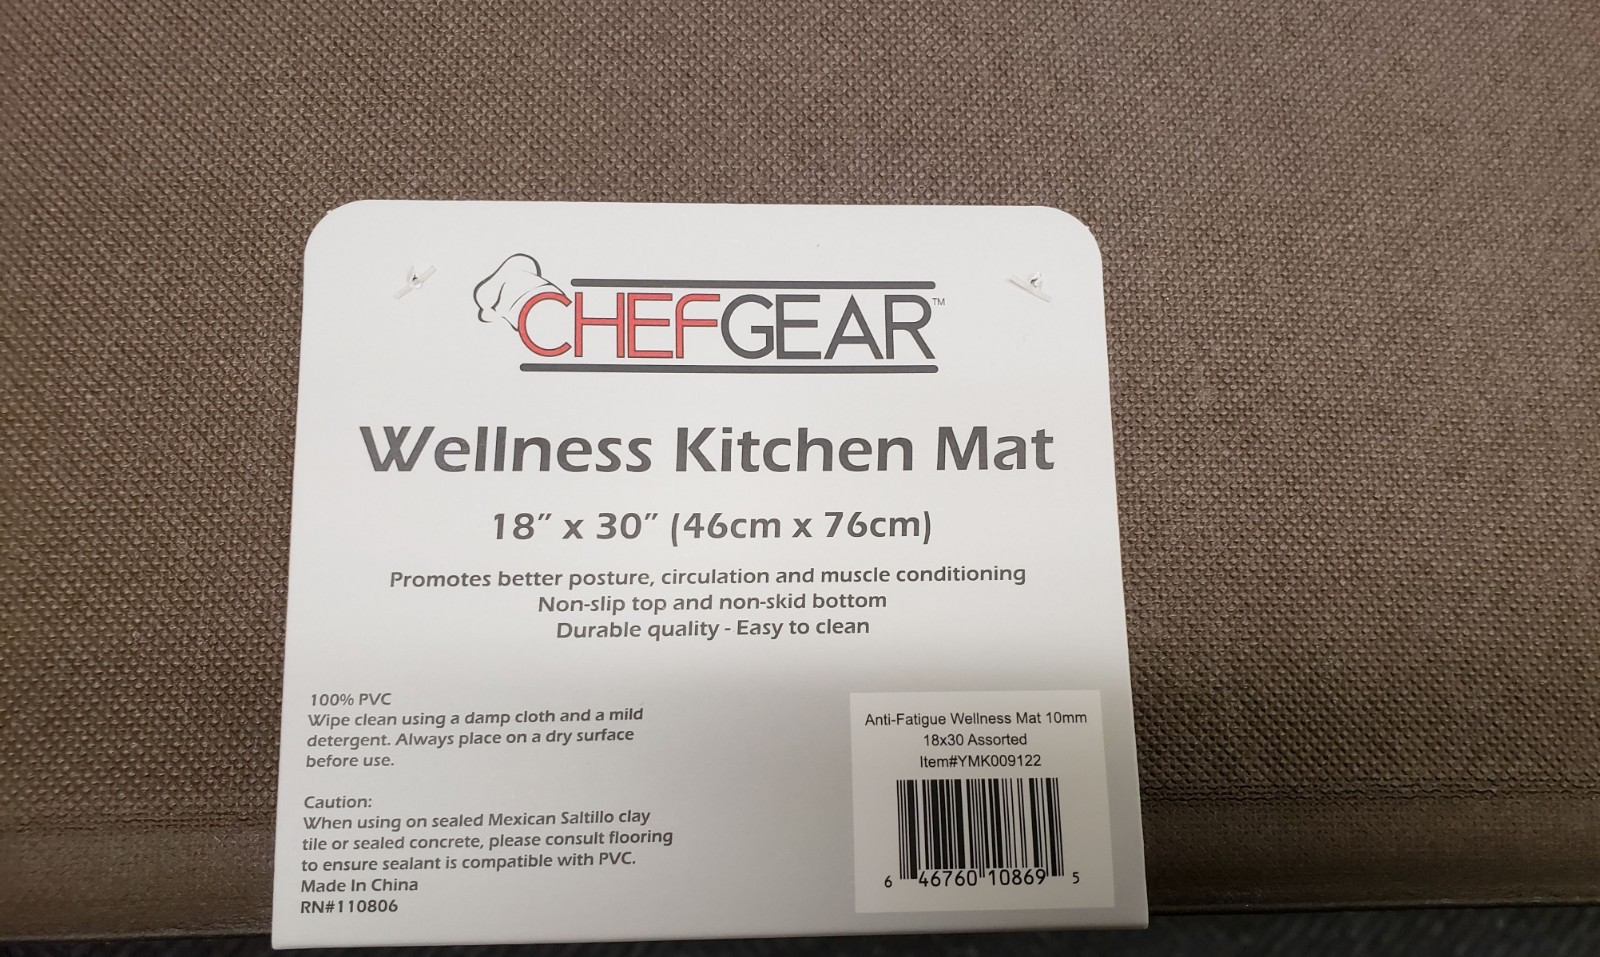 CHEFGEAR™
Wellness Kitchen Mat
18″ x 30″ (46cm x 76cm)
Promotes better posture, circulation and muscle conditioning
Non-slip top and non-skid bottom
Durable quality - Easy to clean
100% PVC
Wipe clean using a damp cloth and a mild
detergent. Always place on a dry surface
before use.
Caution:
When using on sealed Mexican Saltillo clay
tile or sealed concrete, please consult flooring
to ensure sealant is compatible with PVC.
Made In China
RN#110806
Anti-Fatigue Wellness Mat 10mm
18x30 Assorted
Item#YMK009122
6 46760 10869 5